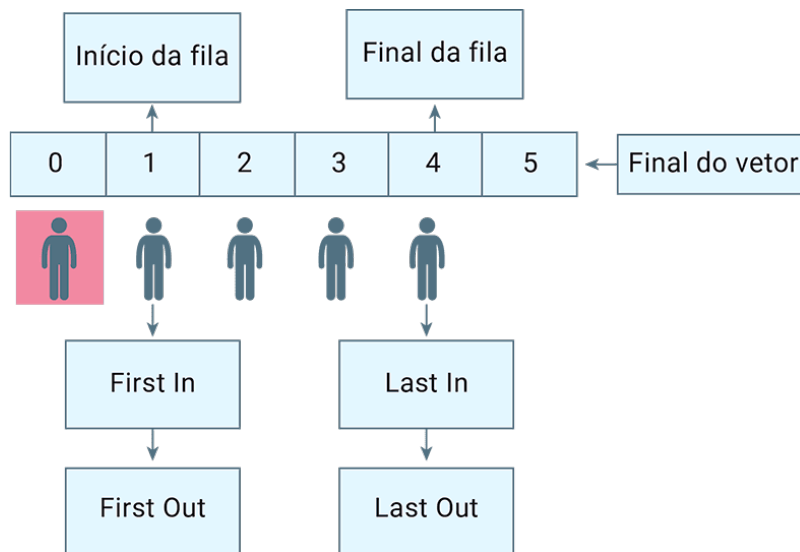 Início da fila
Final da fila
0 1 2 3 4 5
Final do vetor
First In
Last In
First Out
Last Out